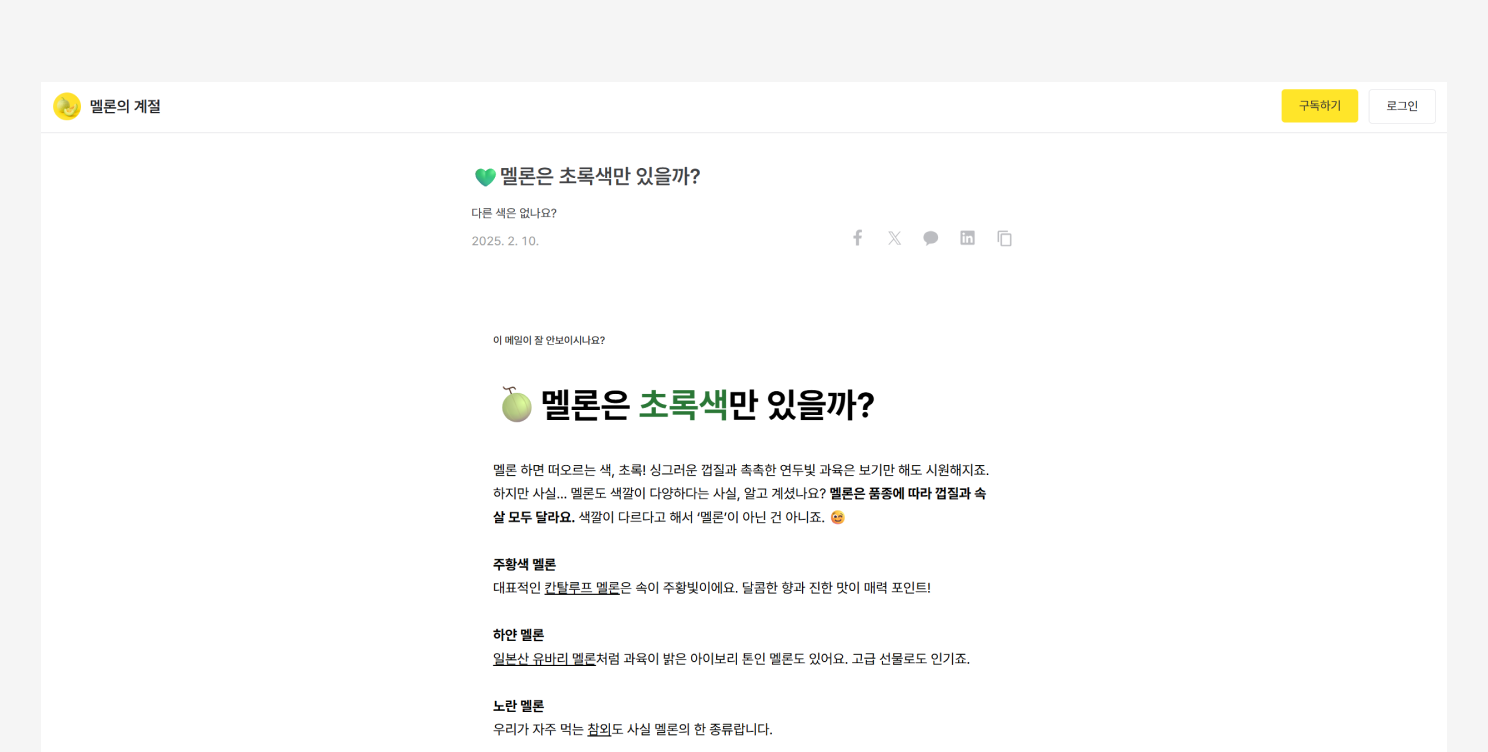 멜론의 계절
구독하기
로그인
💚 멜론은 초록색만 있을까?
다른 색은 없나요?
2025. 2. 10.
이 메일이 잘 안보이시나요?
🍈 멜론은 초록색만 있을까?
멜론 하면 떠오르는 색, 초록! 싱그러운 껍질과 촉촉한 연두빛 과육은 보기만 해도 시원해지죠.
하지만 사실... 멜론도 색깔이 다양하다는 사실, 알고 계셨나요? 멜론은 품종에 따라 껍질과 속
살 모두 달라요. 색깔이 다르다고 해서 ‘멜론’이 아닌 건 아니죠. 😉
주황색 멜론
대표적인 칸탈루프 멜론은 속이 주황빛이에요. 달콤한 향과 진한 맛이 매력 포인트!
하얀 멜론
일본산 유바리 멜론처럼 과육이 밝은 아이보리 톤인 멜론도 있어요. 고급 선물로도 인기죠.
노란 멜론
우리가 자주 먹는 참외도 사실 멜론의 한 종류랍니다.